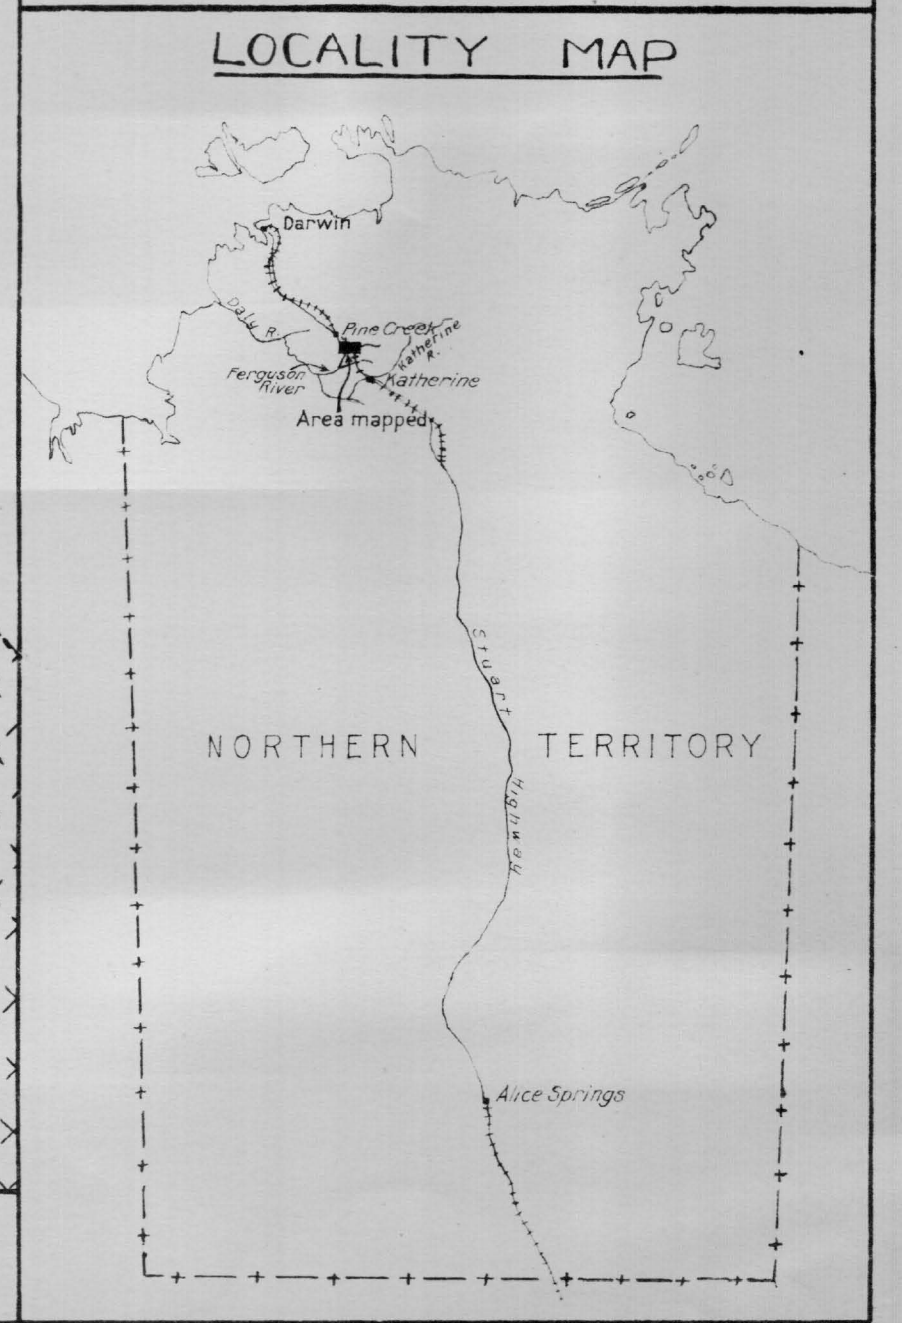 LOCALITY MAP
Darwin
Daly R.
Pine Creek
Katherine
R.
Ferguson
River
Katherine
Area mapped
Stuart
NORTHERN TERRITORY
Highway
Alice Springs